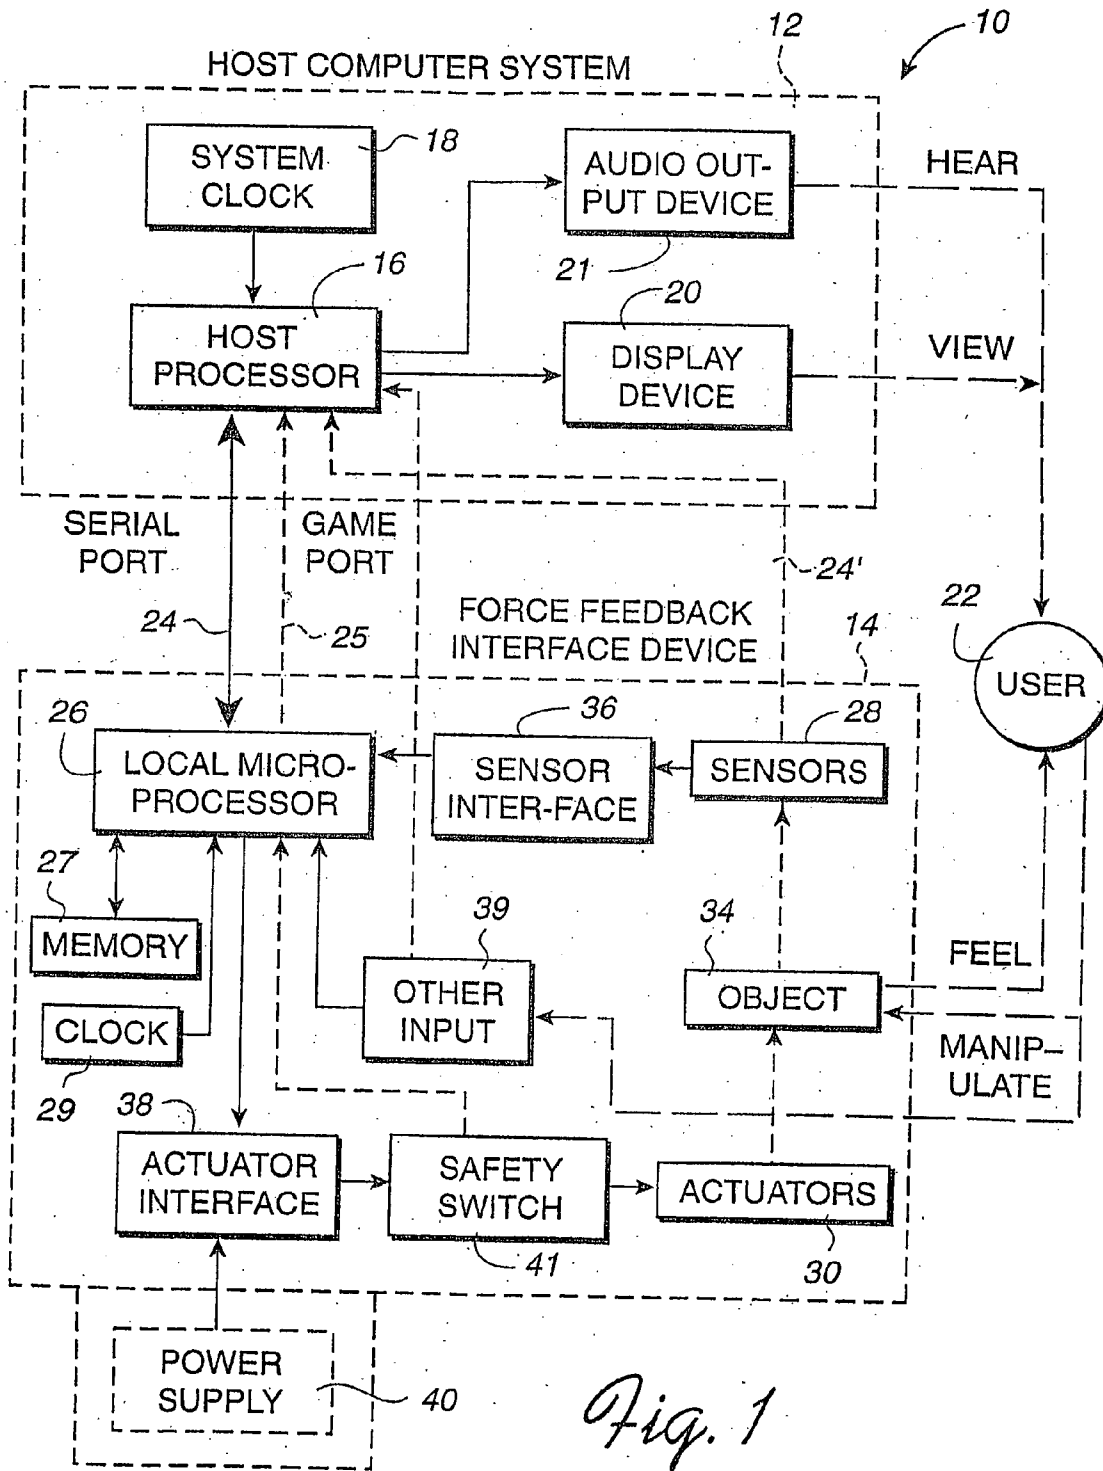 10
12
HOST COMPUTER SYSTEM
SYSTEM
CLOCK
18
AUDIO OUT-
PUT DEVICE
21
HEAR
16
HOST
PROCESSOR
20
DISPLAY
DEVICE
VIEW
SERIAL
PORT
GAME
PORT
24
25
24'
FORCE FEEDBACK
INTERFACE DEVICE
14
22
USER
26
LOCAL MICRO-
PROCESSOR
36
SENSOR
INTER-FACE
28
SENSORS
27
MEMORY
CLOCK
29
39
OTHER
INPUT
34
OBJECT
FEEL
MANIP-
ULATE
38
ACTUATOR
INTERFACE
SAFETY
SWITCH
41
ACTUATORS
30
POWER
SUPPLY
40
Fig. 1